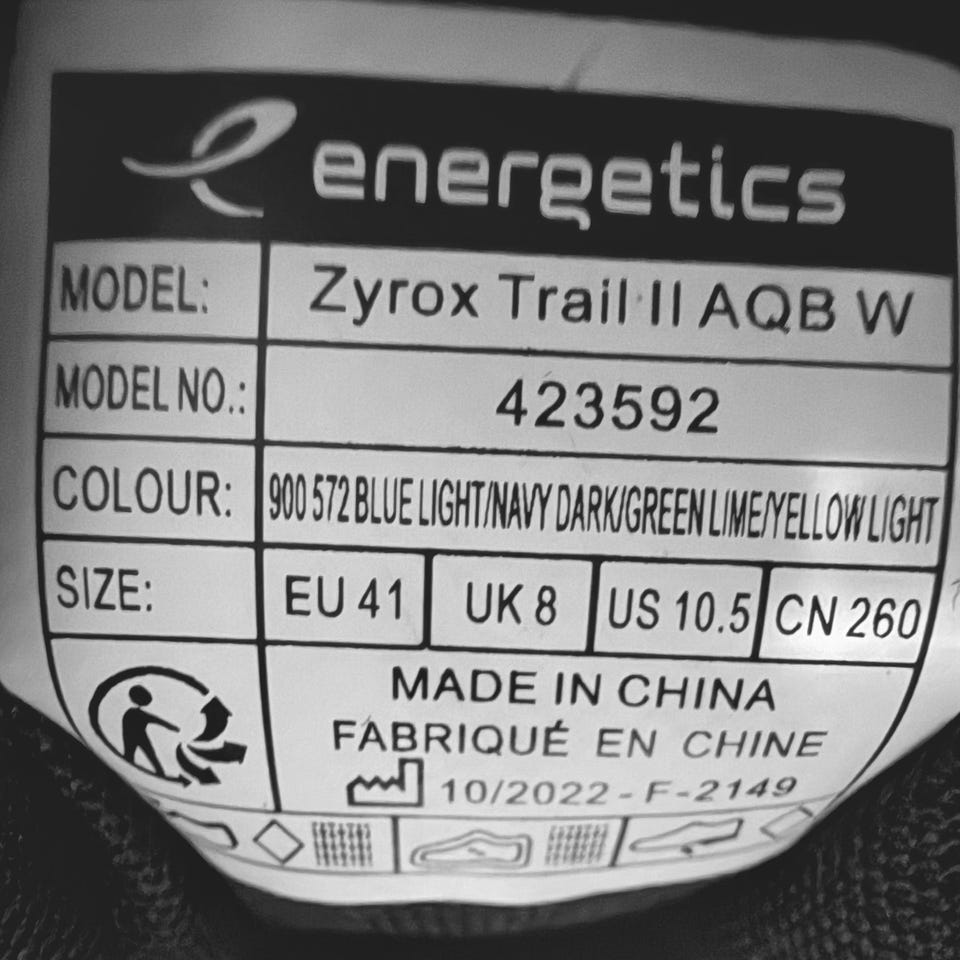 energetics
MODEL: Zyrox Trail II AQB W
MODEL NO.: 423592
COLOUR: 900 572 BLUE LIGHT/NAVY DARK/GREEN LIME/YELLOW LIGHT
SIZE: EU 41 UK 8 US 10.5 CN 260
MADE IN CHINA
FABRIQUÉ EN CHINE
10/2022 - F-2149